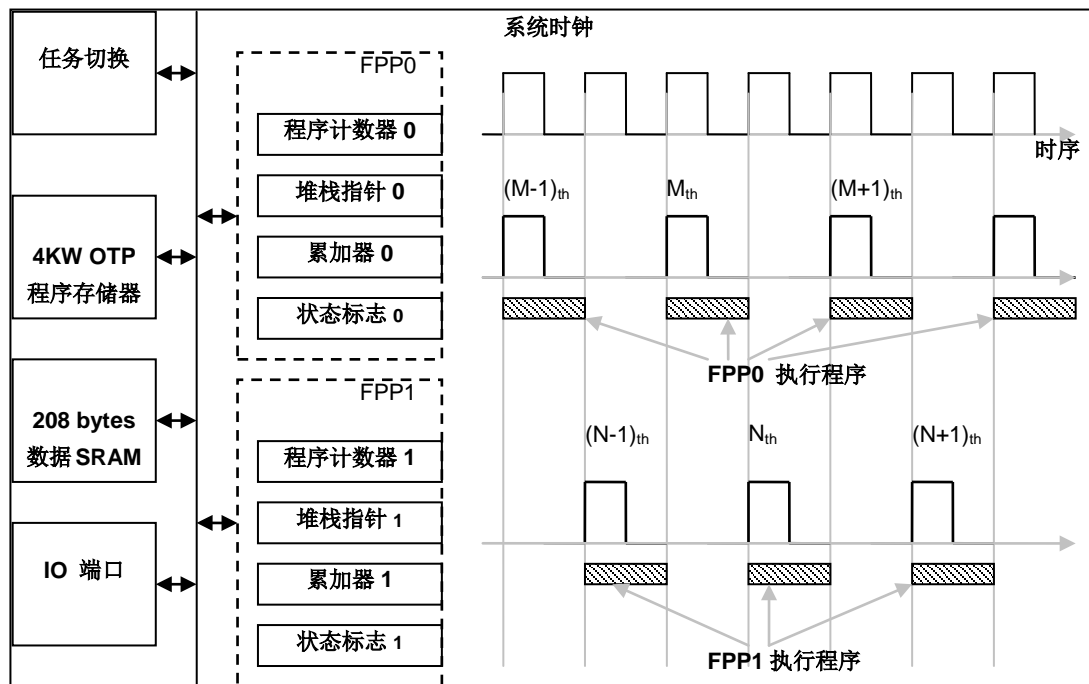 任务切换
4KW OTP
程序存储器
208 bytes
数据 SRAM
IO 端口
FPP0
程序计数器 0
堆栈指针 0
累加器 0
状态标志 0
FPP1
程序计数器 1
堆栈指针 1
累加器 1
状态标志 1
系统时钟
时序
(M-1)th
Mth
(M+1)th
FPP0 执行程序
(N-1)th
Nth
(N+1)th
FPP1 执行程序